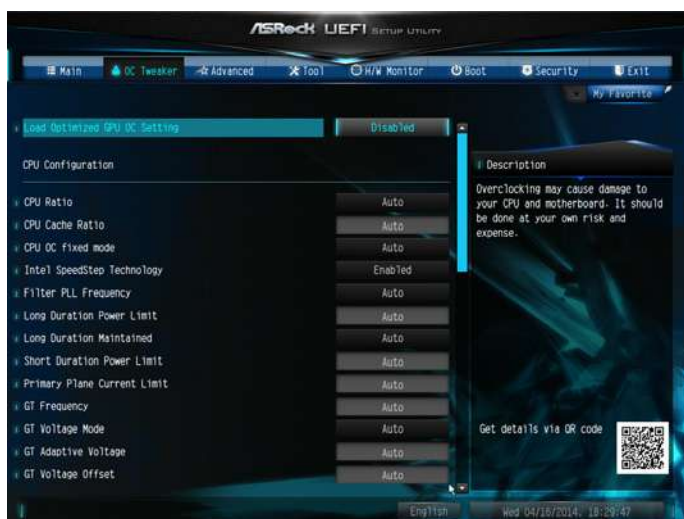 ASRock UEFI SETUP UTILITY
Main OC Tweaker Advanced Tool H/W Monitor Boot Security Exit
My Favorite
Load Optimized GPU OC Setting Disabled
CPU Configuration
Description
Overclocking may cause damage to
your CPU and motherboard. It should
be done at your own risk and
expense.
CPU Ratio Auto
CPU Cache Ratio Auto
CPU OC fixed mode Auto
Intel SpeedStep Technology Enabled
Filter PLL Frequency Auto
Long Duration Power Limit Auto
Long Duration Maintained Auto
Short Duration Power Limit Auto
Primary Plane Current Limit Auto
GT Frequency Auto
GT Voltage Mode Auto
GT Adaptive Voltage Auto
GT Voltage Offset Auto
Get details via QR code
English
Wed 04/16/2014, 18:29:47